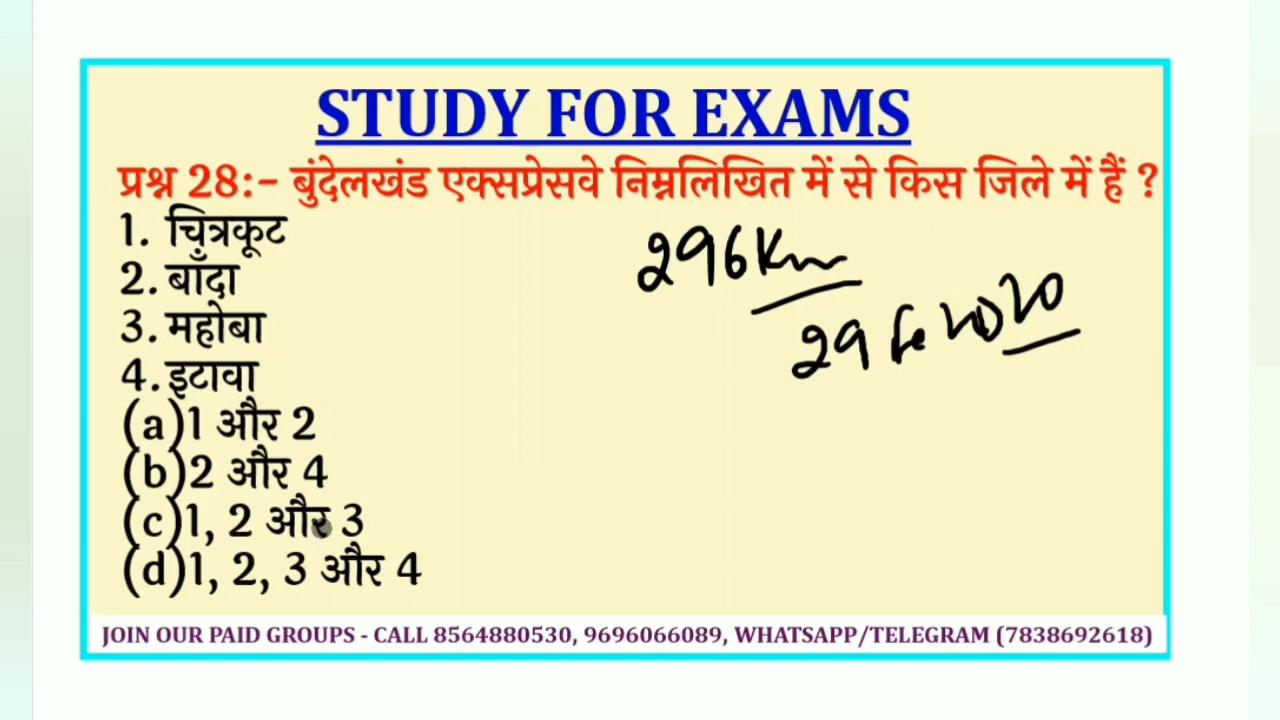 STUDY FOR EXAMS
प्रश्न 28:- बुंदेलखंड एक्सप्रेसवे निम्नलिखित में से किस जिले में हैं ?
1. चित्रकूट
296 Km
2. बाँदा
3. महोबा
29 Fe 2020
4. इटावा
(a)1 और 2
(b)2 और 4
(c)1, 2 और 3
(d)1, 2, 3 और 4
JOIN OUR PAID GROUPS - CALL 8564880530, 9696066089, WHATSAPP/TELEGRAM (7838692618)